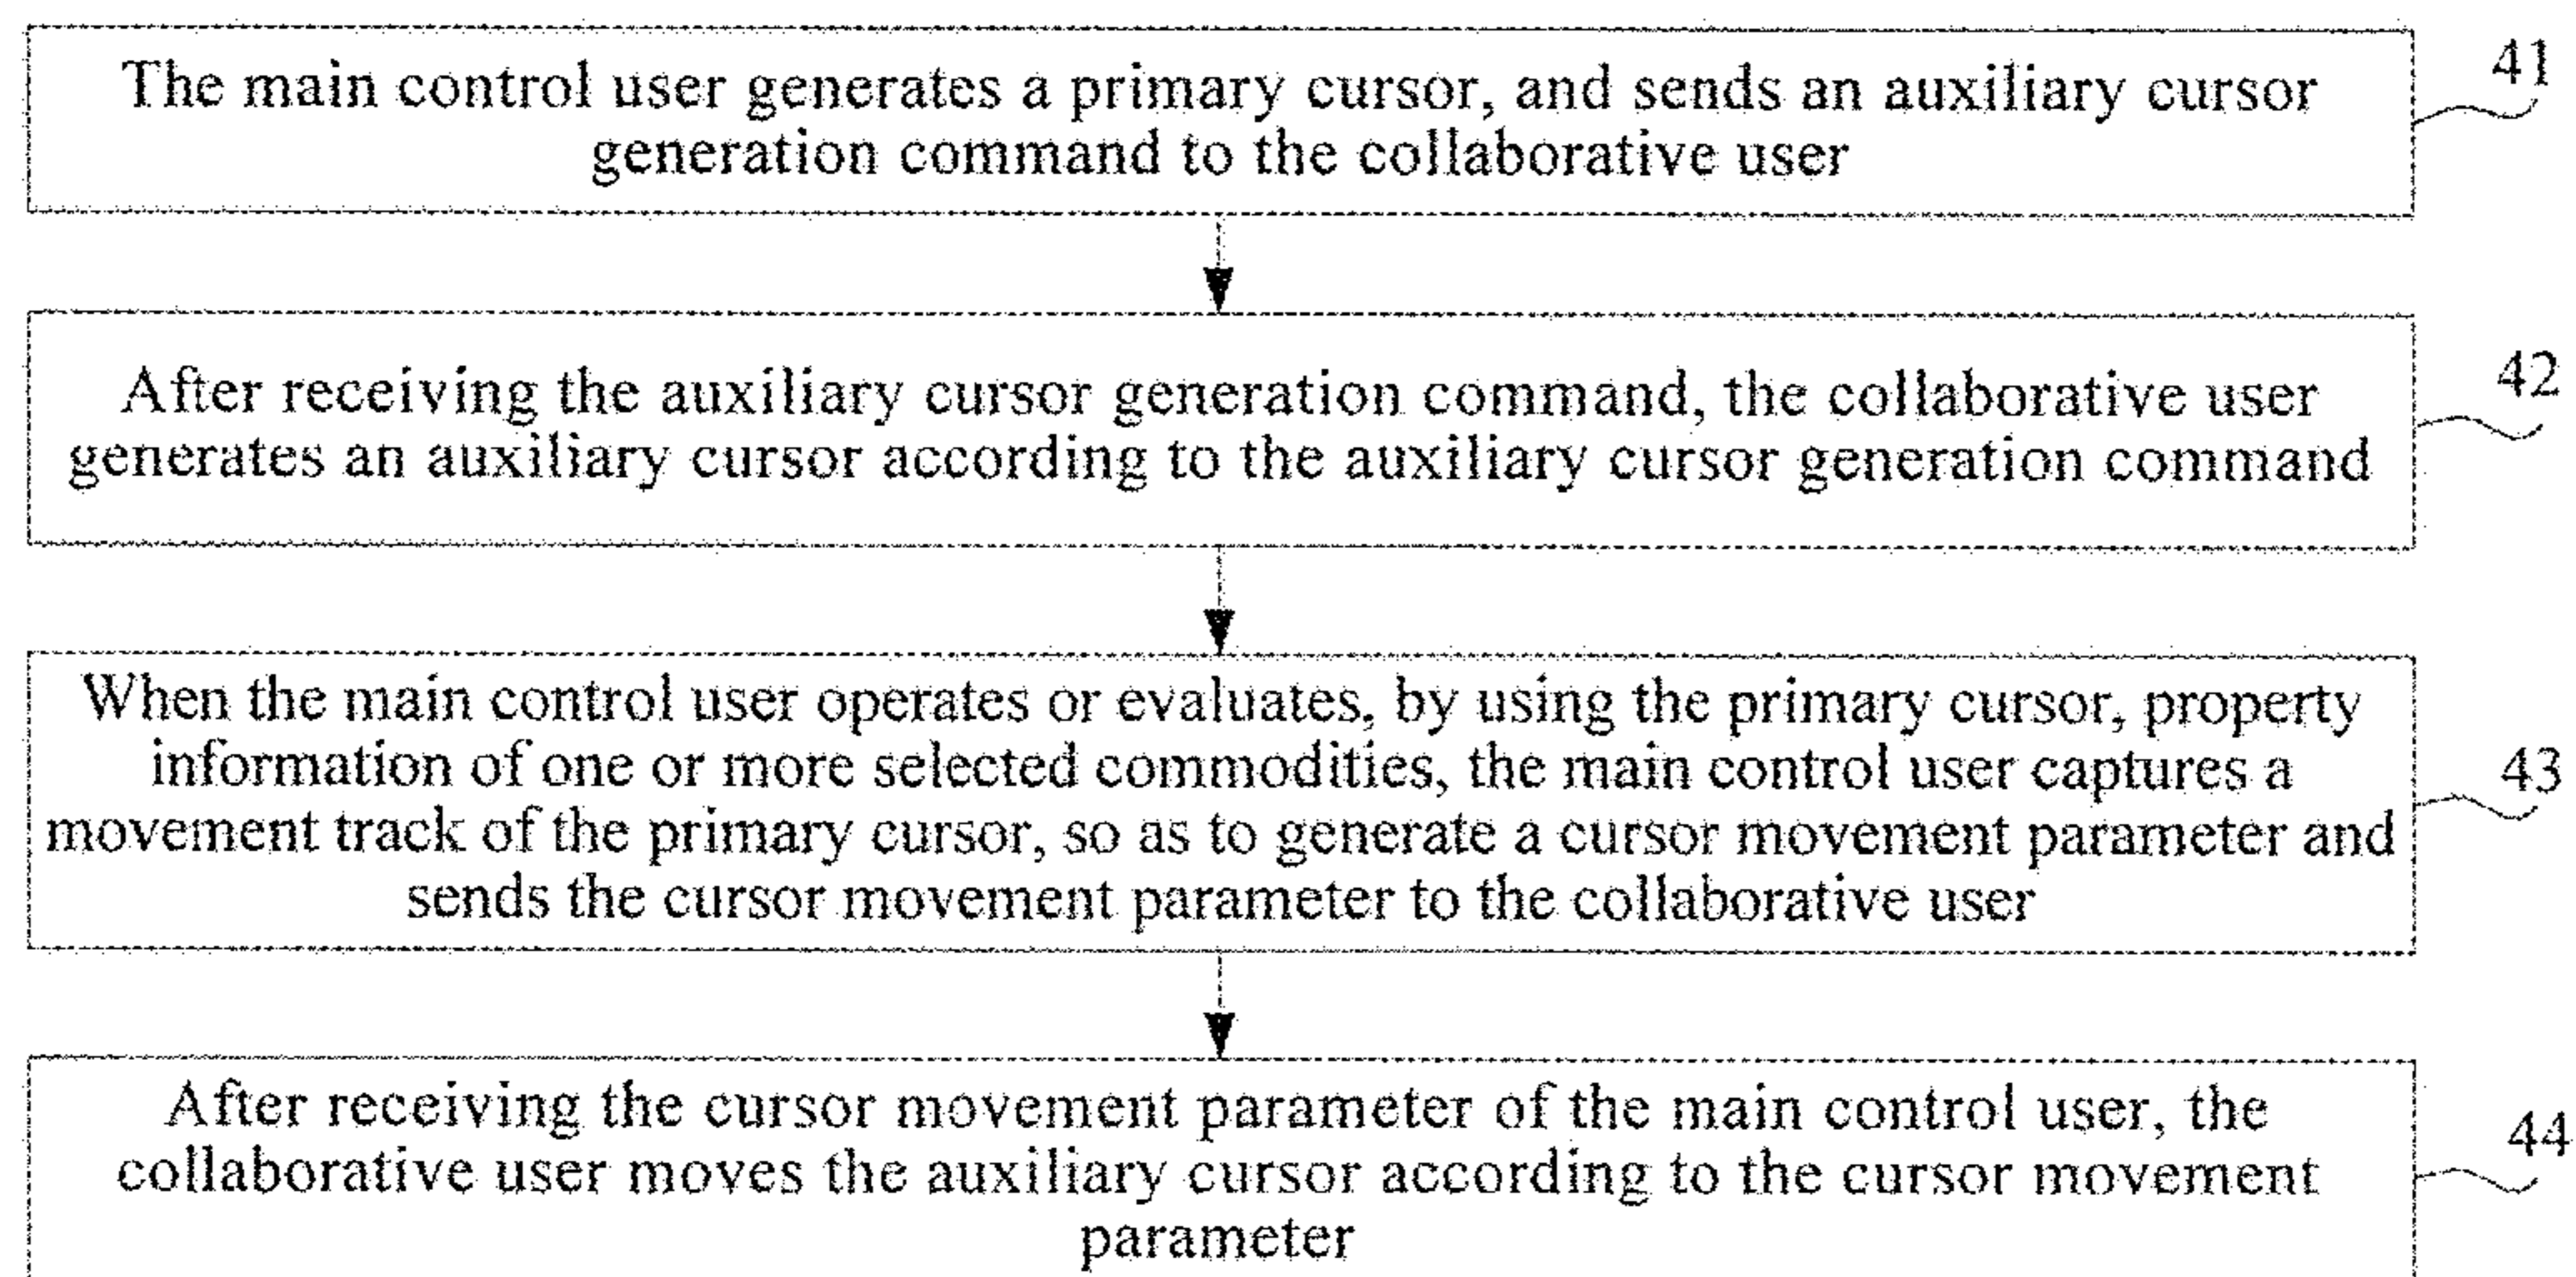 The main control user generates a primary cursor, and sends an auxiliary cursor
generation command to the collaborative user
41
After receiving the auxiliary cursor generation command, the collaborative user
generates an auxiliary cursor according to the auxiliary cursor generation command
42
When the main control user operates or evaluates, by using the primary cursor, property
information of one or more selected commodities, the main control user captures a
movement track of the primary cursor, so as to generate a cursor movement parameter and
sends the cursor movement parameter to the collaborative user
43
After receiving the cursor movement parameter of the main control user, the
collaborative user moves the auxiliary cursor according to the cursor movement
parameter
44